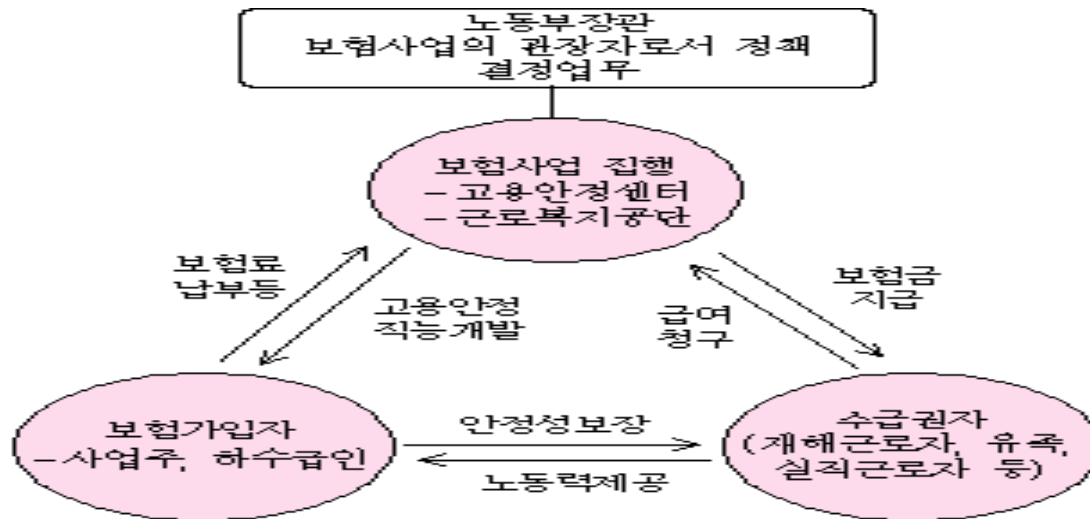 노동부장관
보험사업의 관장자로서 정책
결정업무
보험사업 집행
- 고용안정센터
- 근로복지공단
보험료
납부등
고용안정
직능개발
급여
청구
보험금
지급
보험가입자
- 사업주, 하수급인
안정성보장
노동력제공
수급권자
(재해근로자, 유족,
실직근로자 등)